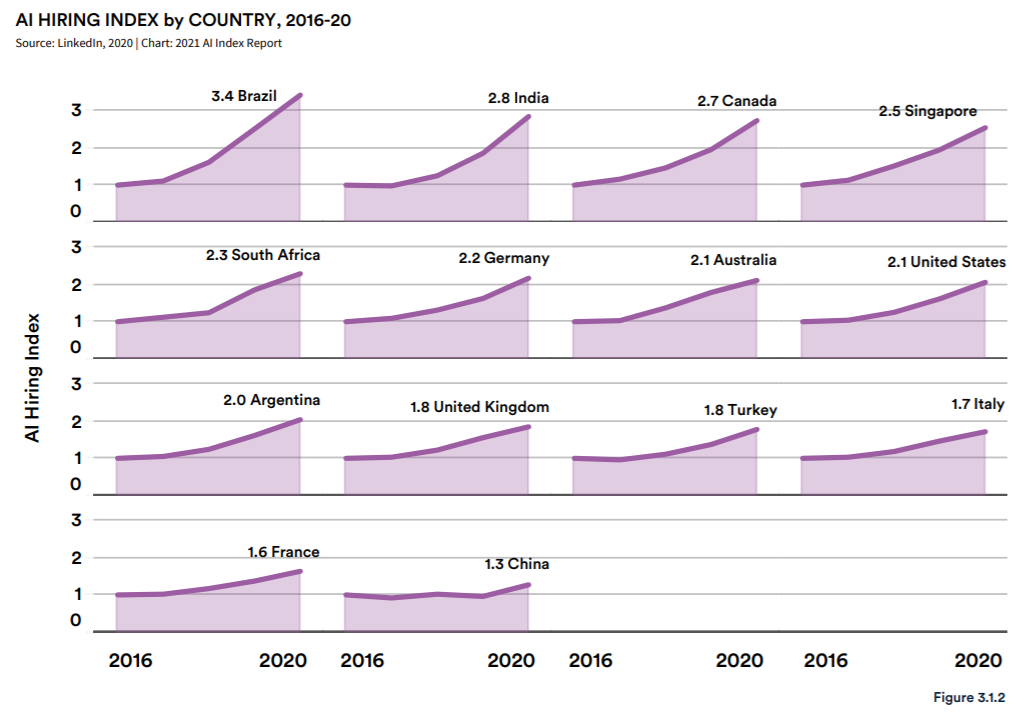 AI HIRING INDEX by COUNTRY, 2016-20
Source: LinkedIn, 2020 | Chart: 2021 AI Index Report
AI Hiring Index
3.4 Brazil
2.8 India
2.7 Canada
2.5 Singapore
3
2
1
0
2.3 South Africa
2.2 Germany
2.1 Australia
2.1 United States
3
2
1
0
2.0 Argentina
1.8 United Kingdom
1.8 Turkey
1.7 Italy
3
2
1
0
1.6 France
1.3 China
3
2
1
0
2016 2020 2016 2020 2016 2020 2016 2020
Figure 3.1.2